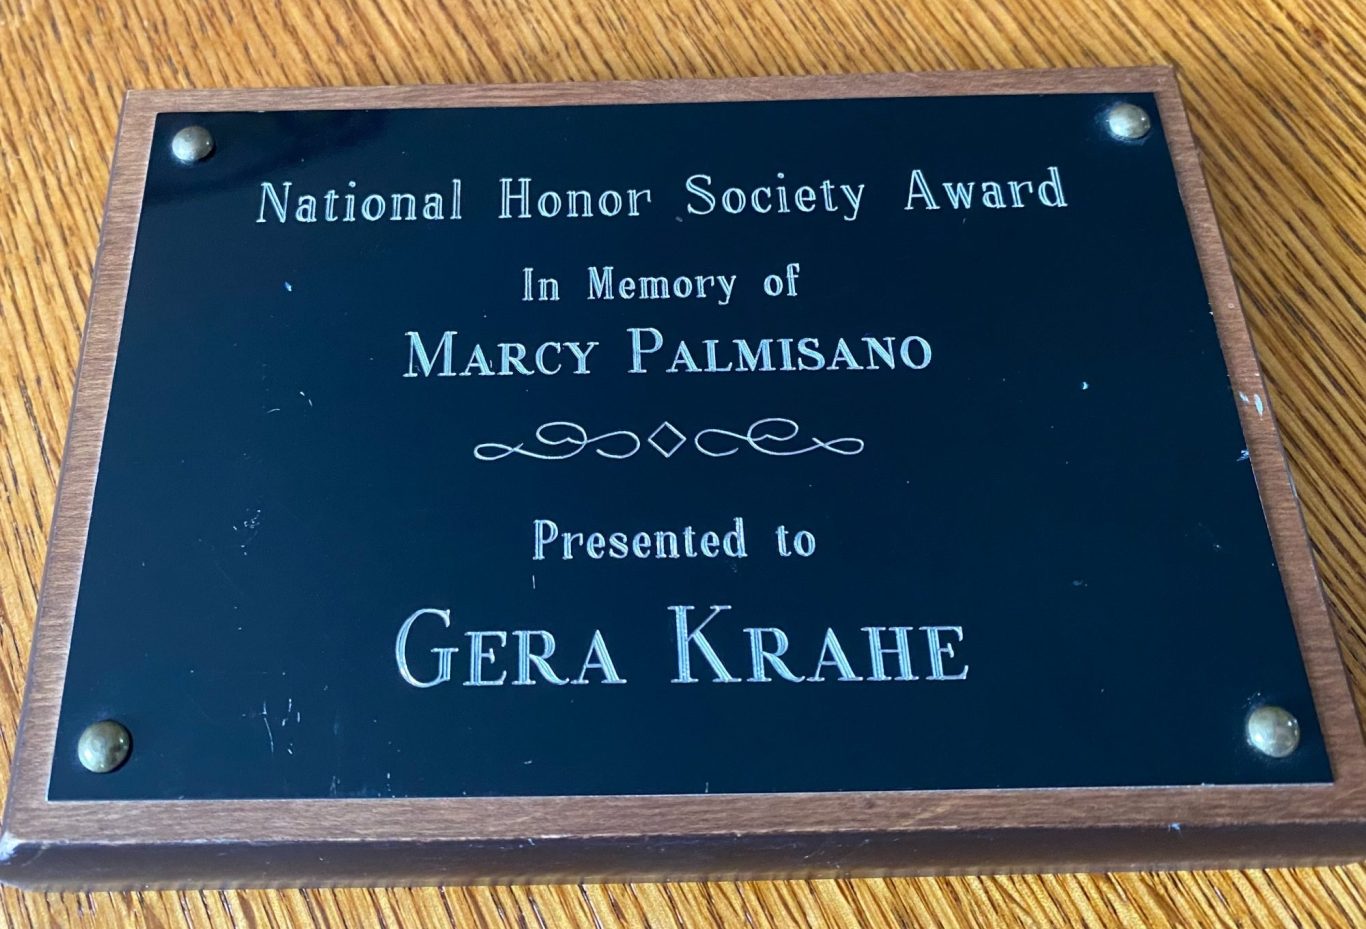 National Honor Society Award
In Memory of
MARCY PALMISANO
Presented to
GERA KRAHE